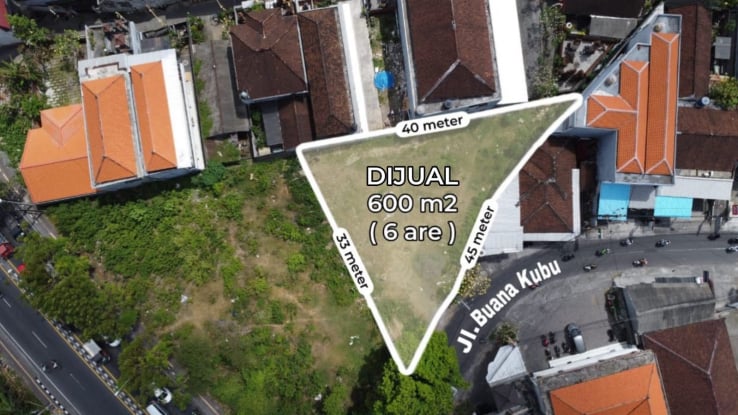 40 meter
DIJUAL
600 m2
( 6 are )
33 meter
45 meter
Jl.Buana Kubu